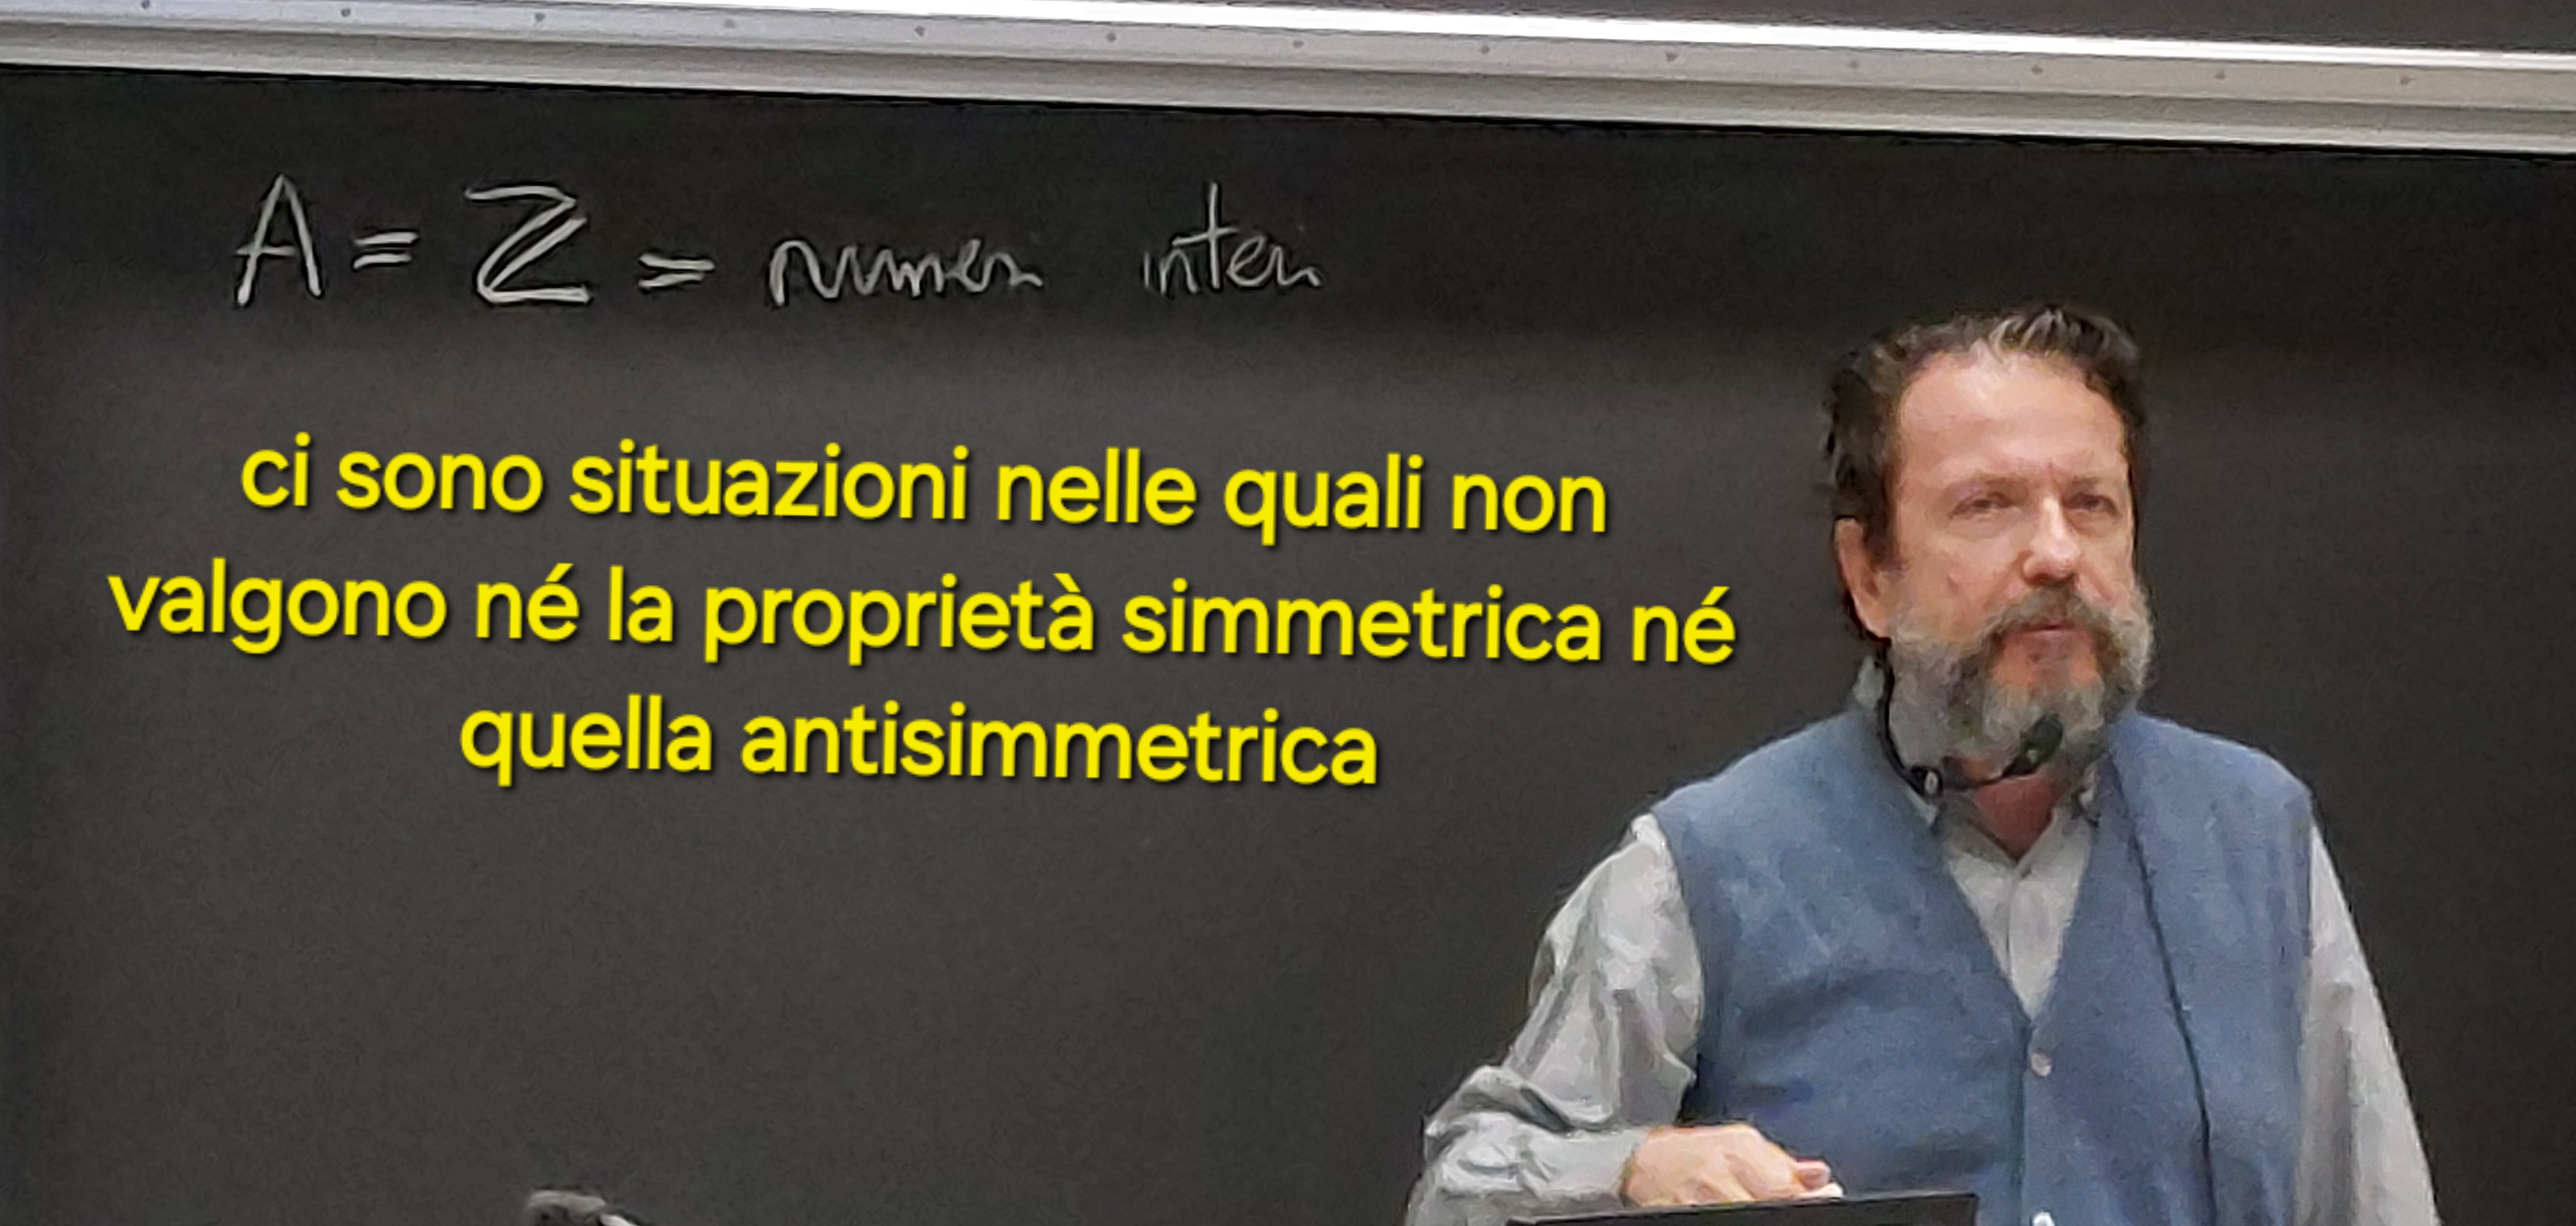 A = ℤ = numeri interi
ci sono situazioni nelle quali non
valgono né la proprietà simmetrica né
quella antisimmetrica